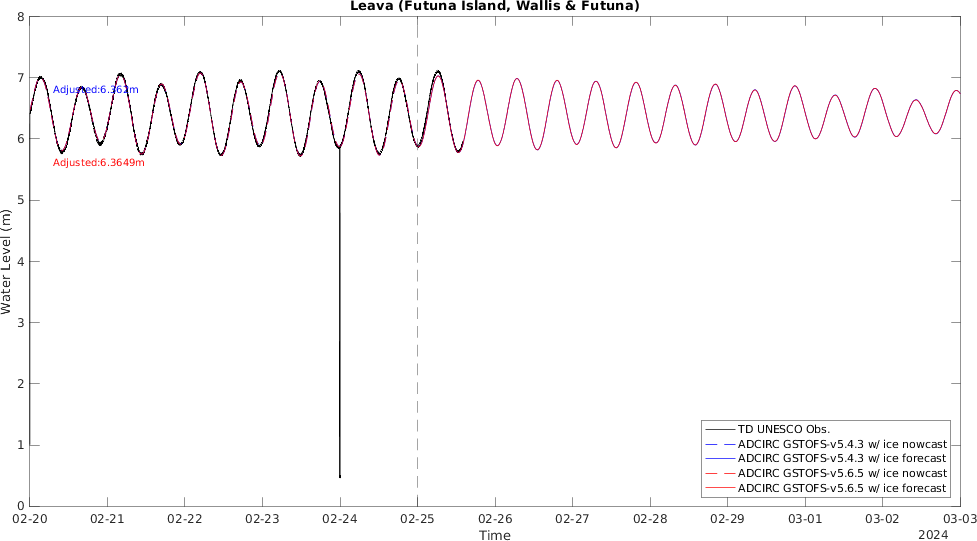 Leava (Futuna Island, Wallis & Futuna)
8
7
6
5
4
3
2
1
0
Water Level (m)
Adjusted:6.362m
Adjusted:6.3649m
TD UNESCO Obs.
ADCIRC GSTOFS-v5.4.3 w/ ice nowcast
ADCIRC GSTOFS-v5.4.3 w/ ice forecast
ADCIRC GSTOFS-v5.6.5 w/ ice nowcast
ADCIRC GSTOFS-v5.6.5 w/ ice forecast
02-20 02-21 02-22 02-23 02-24 02-25 02-26 02-27 02-28 02-29 03-01 03-02 03-03
Time
2024